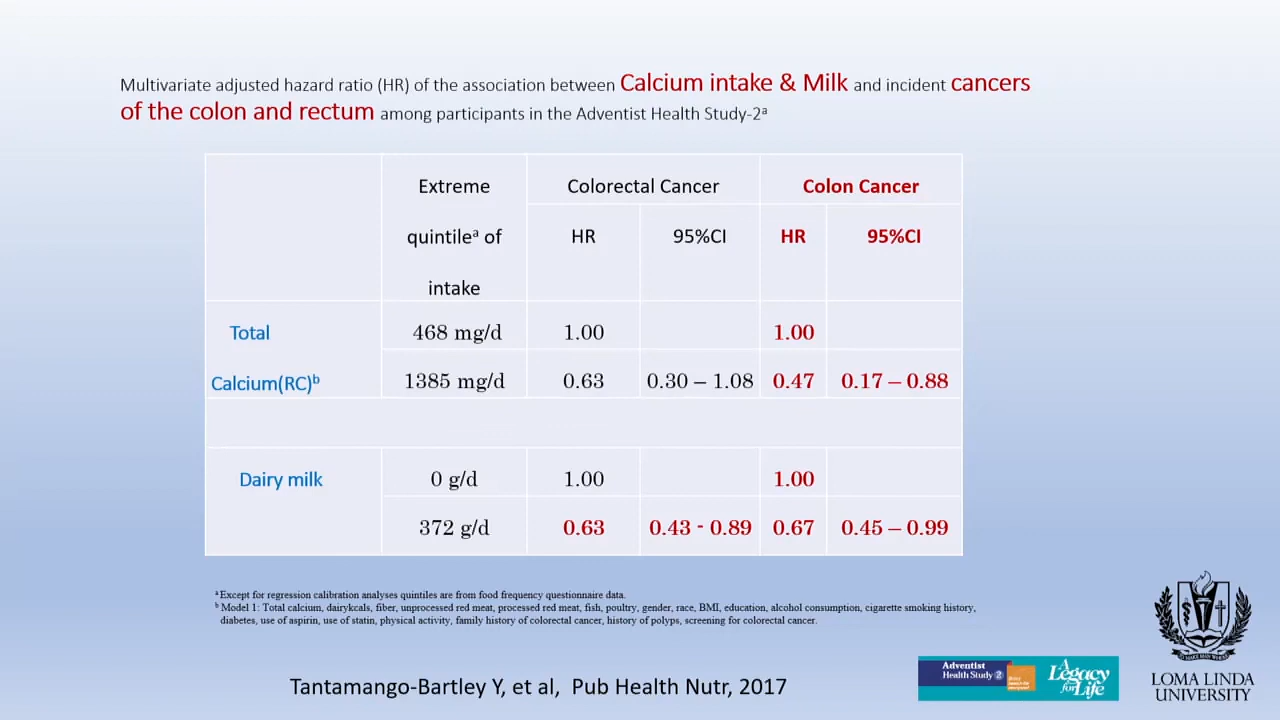 Multivariate adjusted hazard ratio (HR) of the association between Calcium intake & Milk and incident cancers
of the colon and rectum among participants in the Adventist Health Study-2ᵃ
Extreme quintileᵃ of intake
Colorectal Cancer
Colon Cancer
HR
95%CI
HR
95%CI
Total Calcium(RC)ᵇ
468 mg/d 1.00 1.00
1385 mg/d 0.63 0.30 – 1.08 0.47 0.17 – 0.88
Dairy milk
0 g/d 1.00 1.00
372 g/d 0.63 0.43 - 0.89 0.67 0.45 – 0.99
ᵃ Except for regression calibration analyses quintiles are from food frequency questionnaire data.
ᵇ Model 1: Total calcium, dairykcals, fiber, unprocessed red meat, processed red meat, fish, poultry, gender, race, BMI, education, alcohol consumption, cigarette smoking history,
diabetes, use of aspirin, use of statin, physical activity, family history of colorectal cancer, history of polyps, screening for colorectal cancer.
Tantamango-Bartley Y, et al, Pub Health Nutr, 2017
Adventist
Health Study 2
A
Legacy
for Life
LOMA LINDA
UNIVERSITY